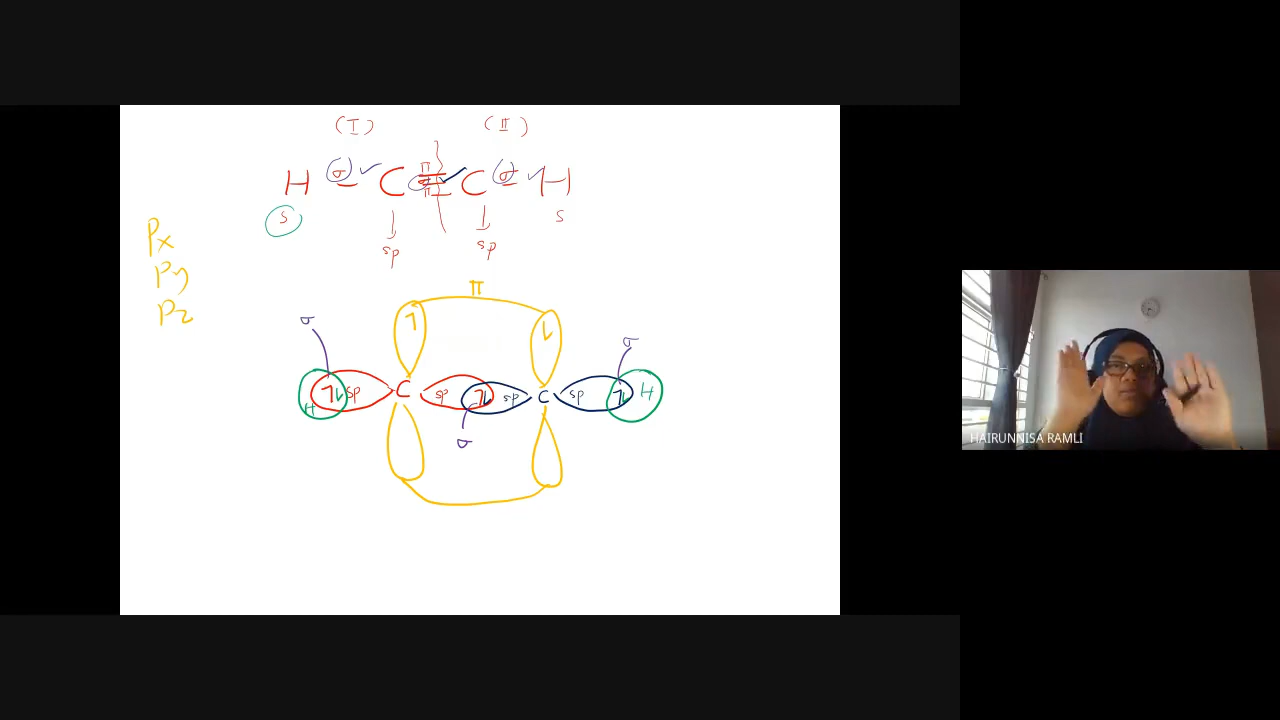 (I) (II)
H σ C π σ π C σ H
s sp sp s
Px
Py
Pz
π
σ σ
H sp C sp sp C sp H
σ
HAIRUNNISA RAMLI